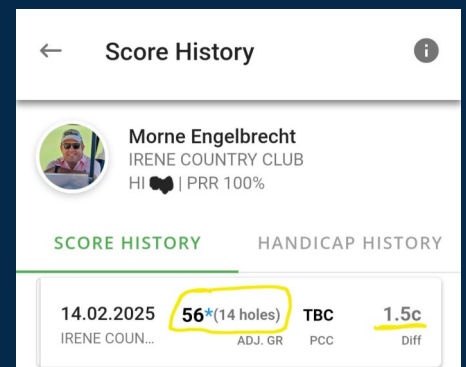 Score History
Morne Engelbrecht
IRENE COUNTRY CLUB
HI | PRR 100%
SCORE HISTORY HANDICAP HISTORY
14.02.2025 56*(14 holes) TBC 1.5c
IRENE COUN... ADJ. GR PCC Diff